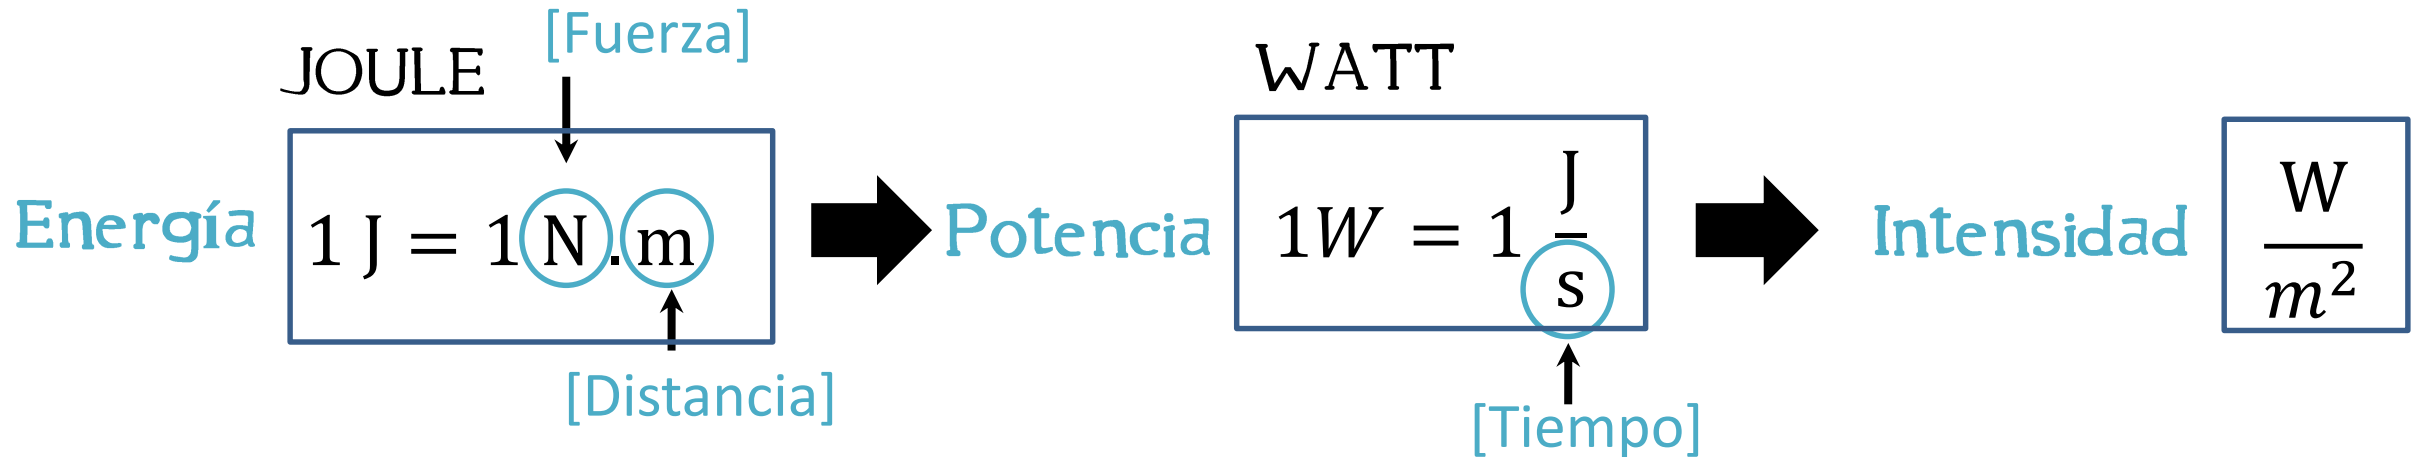 [Fuerza]
JOULE
Energía
1 J = 1 N . m
[Distancia]
WATT
Potencia
1W = 1 J/s
[Tiempo]
Intensidad
W/m²